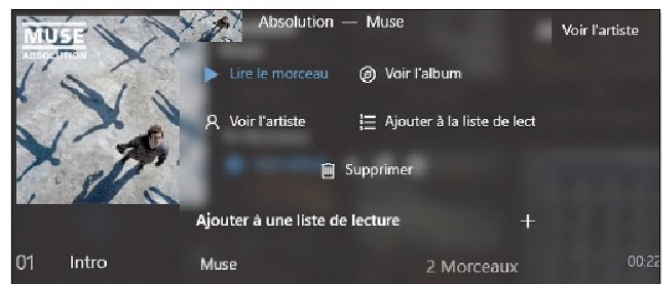 MUSE
ABSOLUTION
Absolution — Muse
Voir l'artiste
Lire le morceau
Voir l'album
Voir l'artiste
Ajouter à la liste de lect
Supprimer
Ajouter à une liste de lecture +
01 Intro
Muse
2 Morceaux
00:22